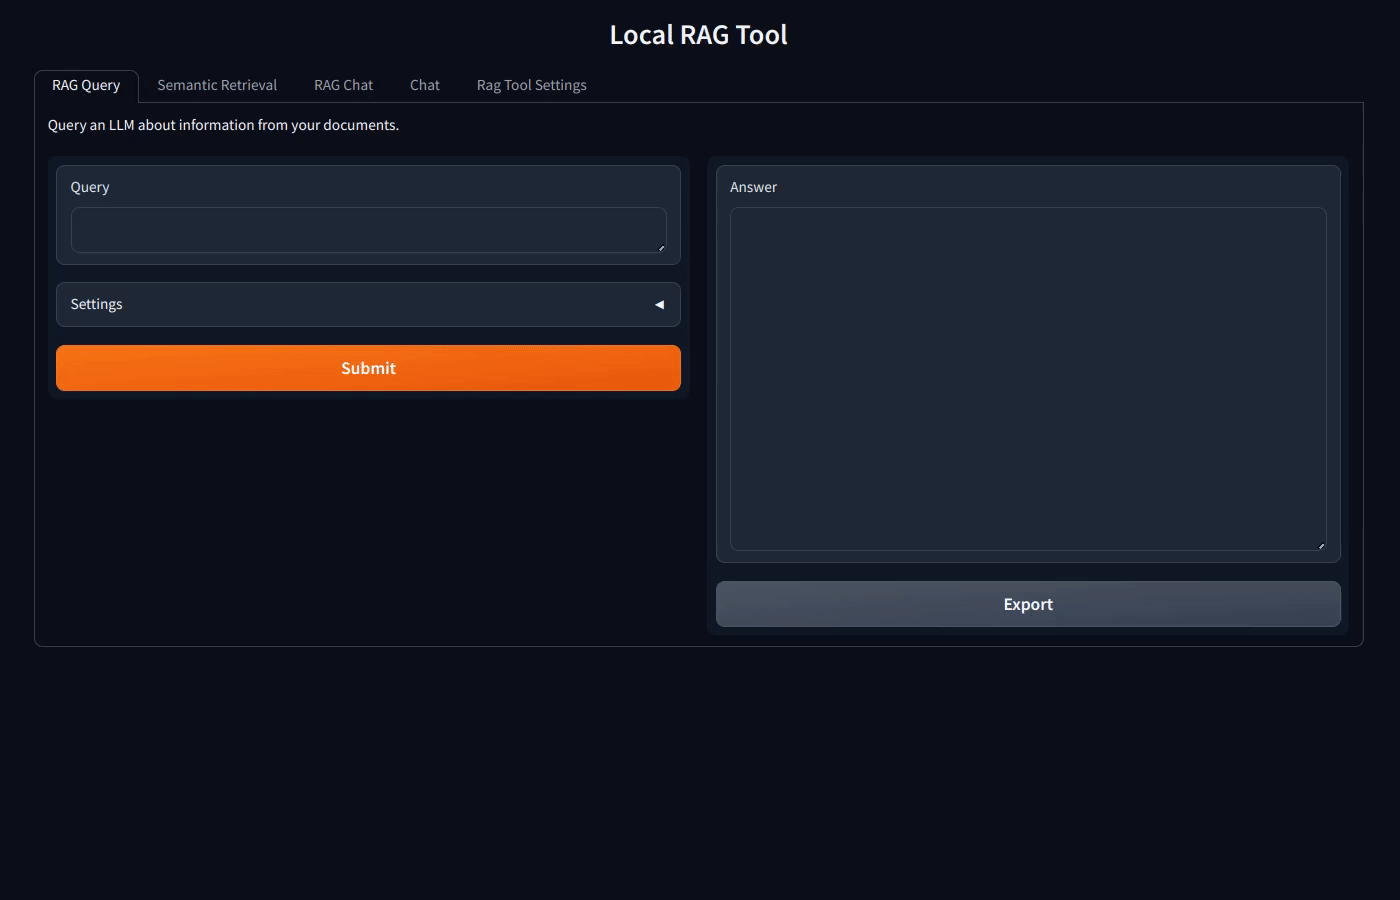 Local RAG Tool
RAG Query
Semantic Retrieval
RAG Chat
Chat
Rag Tool Settings
Query an LLM about information from your documents.
Query
Settings
Submit
Answer
Export